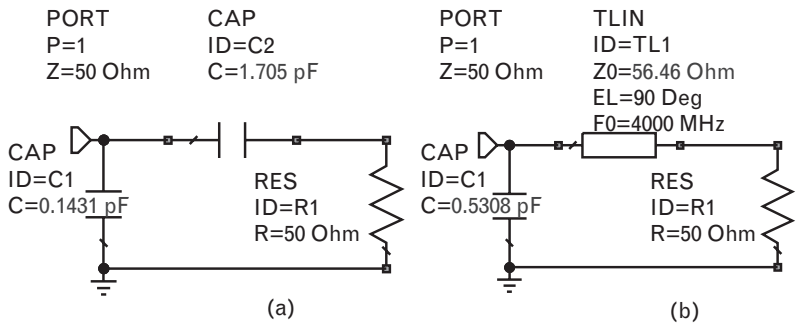 PORT
P=1
Z=50 Ohm
CAP
ID=C2
C=1.705 pF
CAP
ID=C1
C=0.1431 pF
RES
ID=R1
R=50 Ohm
(a)
PORT
P=1
Z=50 Ohm
TLIN
ID=TL1
Z0=56.46 Ohm
EL=90 Deg
F0=4000 MHz
CAP
ID=C1
C=0.5308 pF
RES
ID=R1
R=50 Ohm
(b)